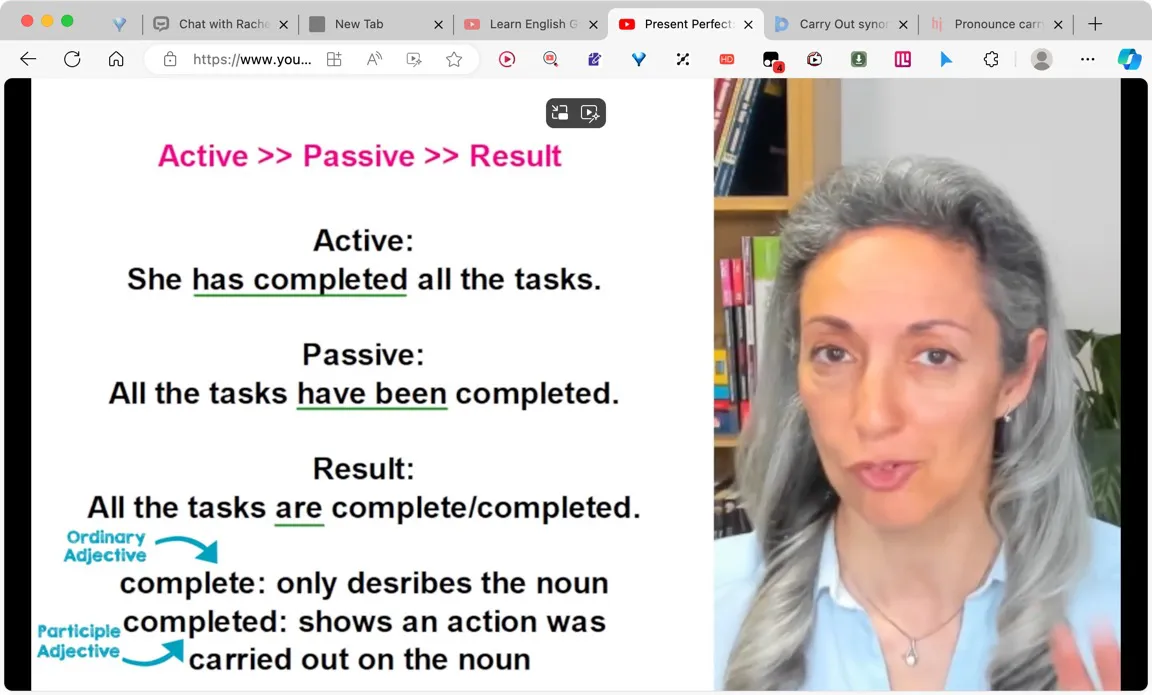 Chat with Rache
New Tab
Learn English G
Present Perfect
Carry Out syno
Pronounce carr
https://www.you...
HD
4
Active >> Passive >> Result
Active:
She has completed all the tasks.
Passive:
All the tasks have been completed.
Result:
All the tasks are complete/completed.
Ordinary
Adjective
complete: only desribes the noun
Participle
Adjective
completed: shows an action was
carried out on the noun